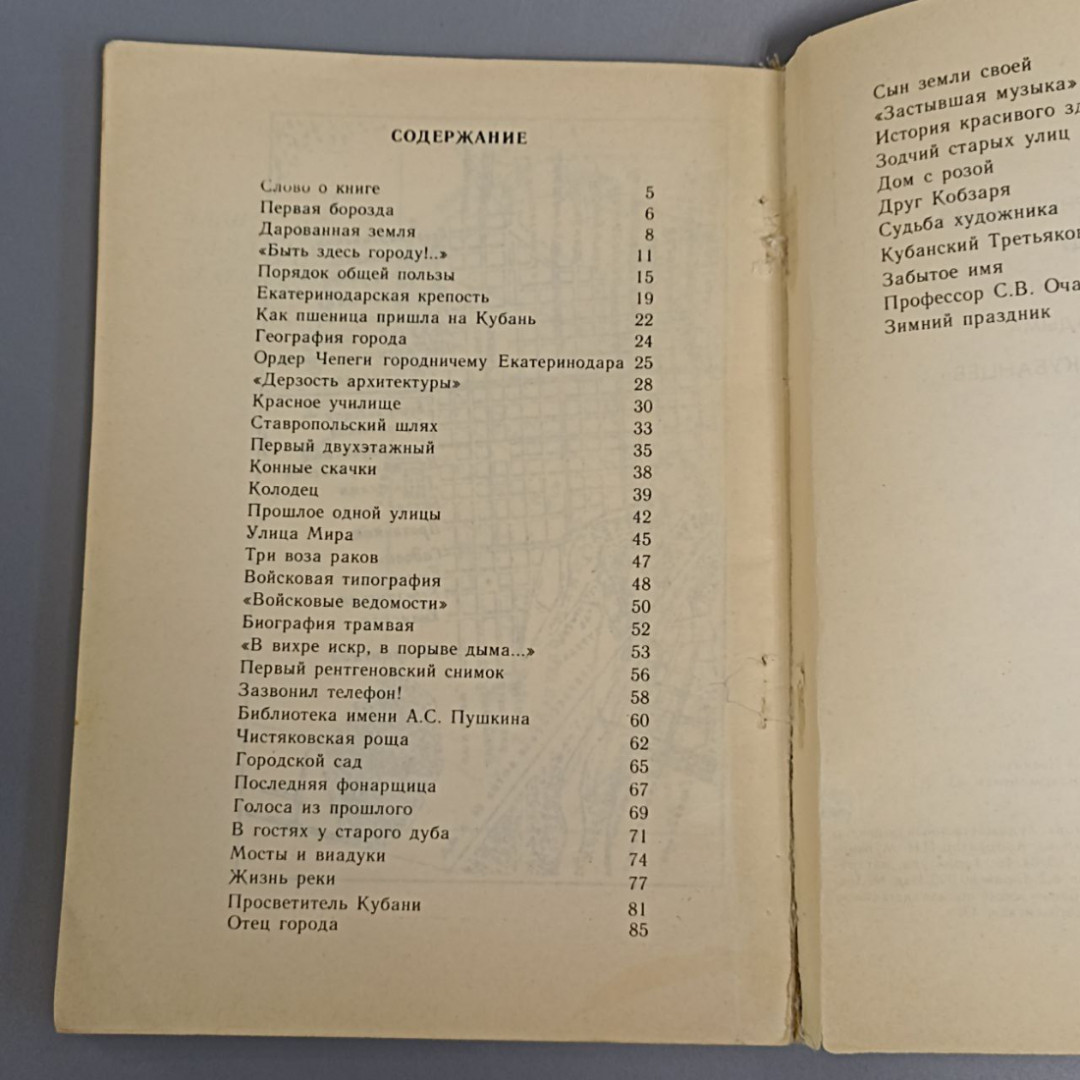 СОДЕРЖАНИЕ
Слово о книге 5
Первая борозда 6
Дарованная земля 8
«Быть здесь городу!..» 11
Порядок общей пользы 15
Екатеринодарская крепость 19
Как пшеница пришла на Кубань 22
География города 24
Ордер Чепеги городничему Екатеринодара 25
«Дерзость архитектуры» 28
Красное училище 30
Ставропольский шлях 33
Первый двухэтажный 35
Конные скачки 38
Колодец 39
Прошлое одной улицы 42
Улица Мира 45
Три воза раков 47
Войсковая типография 48
«Войсковые ведомости» 50
Биография трамвая 52
«В вихре искр, в порыве дыма...» 53
Первый рентгеновский снимок 56
Зазвонил телефон! 58
Библиотека имени А.С. Пушкина 60
Чистяковская роща 62
Городской сад 65
Последняя фонарщица 67
Голоса из прошлого 69
В гостях у старого дуба 71
Мосты и виадуки 74
Жизнь реки 77
Просветитель Кубани 81
Отец города 85
Сын земли своей
«Застывшая музыка»
История красивого
Зодчий старых улиц
Дом с розой
Друг Кобзаря
Судьба художника
Кубанский
Забытое имя
Профессор С.В.
Зимний праздник